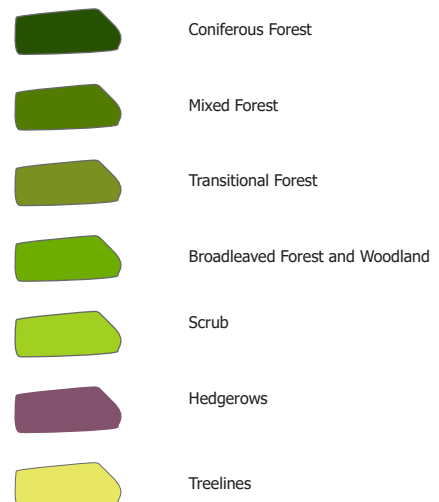 Coniferous Forest
Mixed Forest
Transitional Forest
Broadleaved Forest and Woodland
Scrub
Hedgerows
Treelines